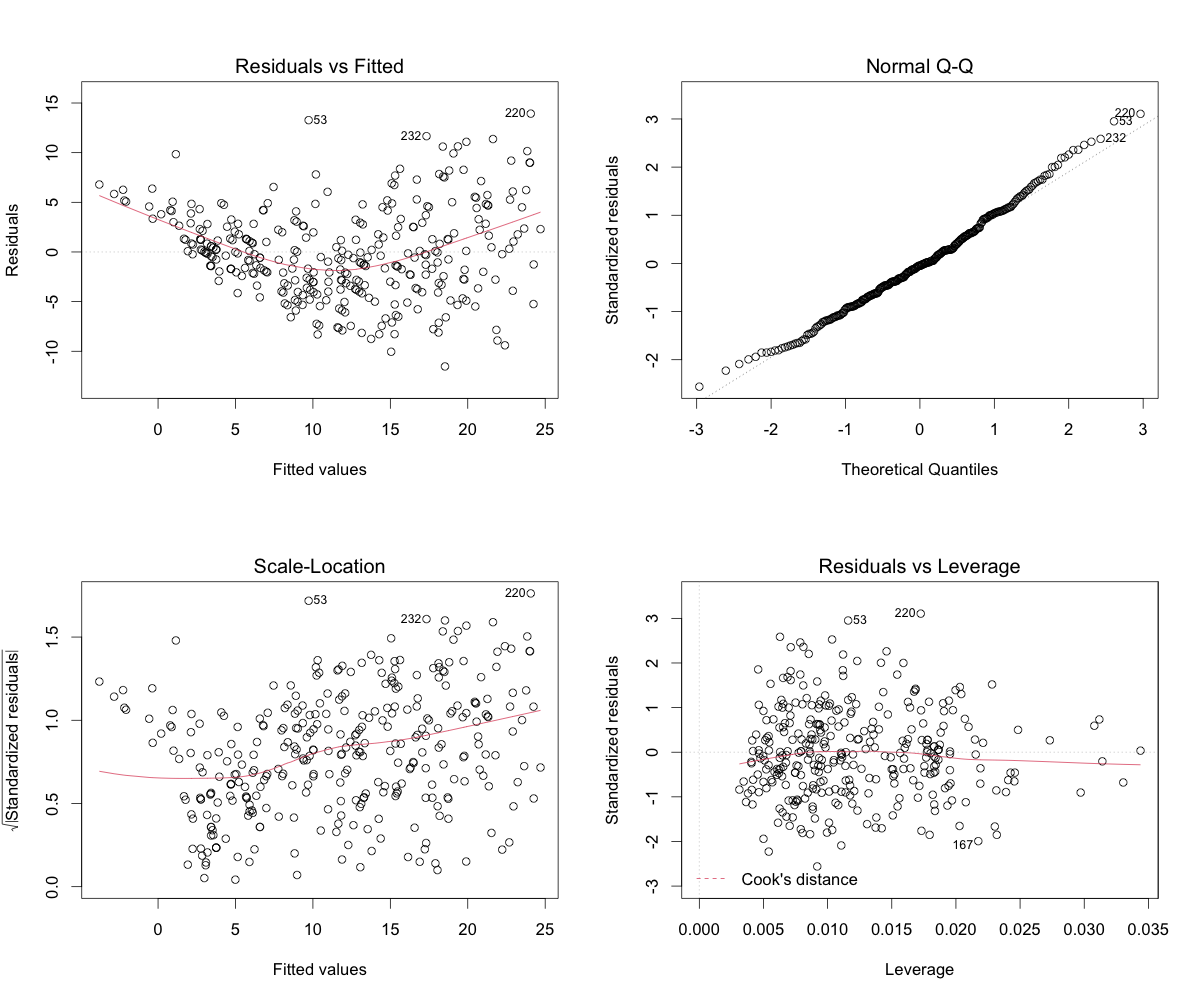 Residuals vs Fitted
Residuals
15
10
5
0
-5
-10
53
232
220
0 5 10 15 20 25
Fitted values
Normal Q-Q
Standardized residuals
3
2
1
0
-1
-2
220
53
232
-3 -2 -1 0 1 2 3
Theoretical Quantiles
Scale-Location
√|Standardized residuals|
1.5
1.0
0.5
0.0
53
232
220
0 5 10 15 20 25
Fitted values
Residuals vs Leverage
Standardized residuals
3
2
1
0
-1
-2
-3
53
220
167
Cook's distance
0.000 0.005 0.010 0.015 0.020 0.025 0.030 0.035
Leverage